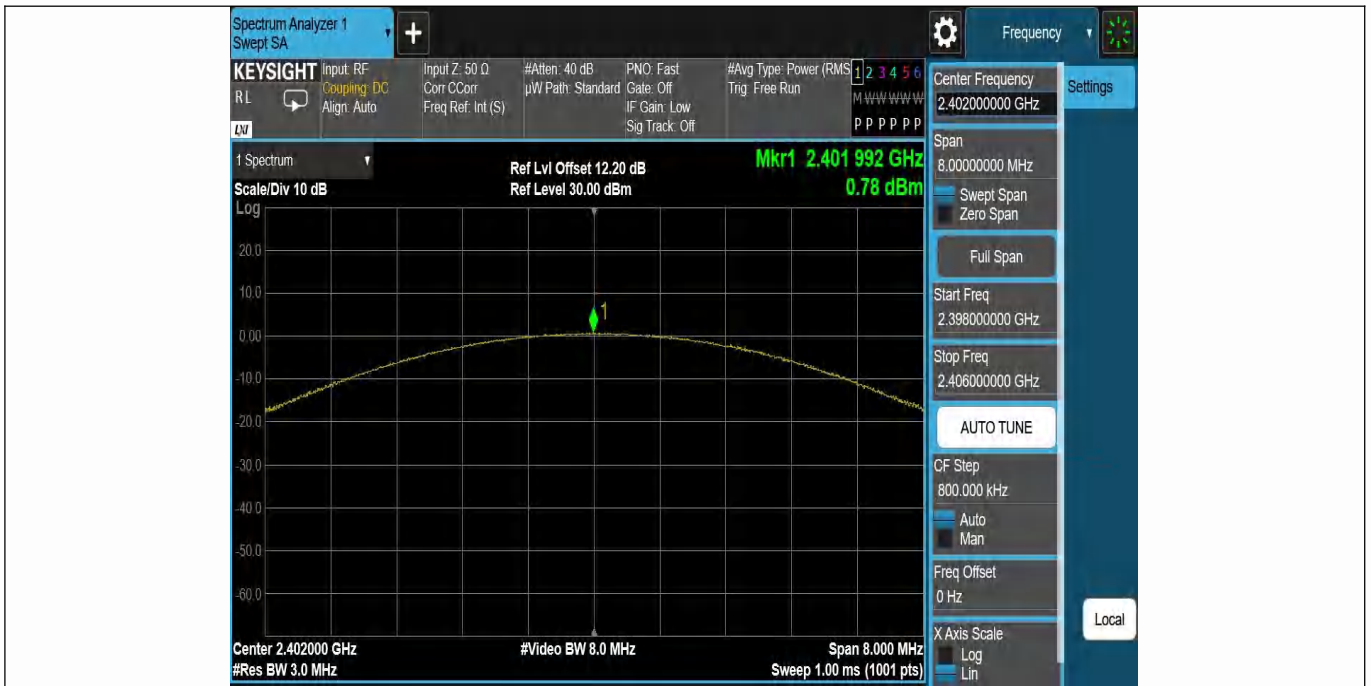 Spectrum Analyzer 1
Swept SA
+
Frequency
KEYSIGHT
RL
LXI
Input: RF
Coupling: DC
Align: Auto
Input Z: 50 Ω
Corr CCorr
Freq Ref: Int (S)
#Atten: 40 dB
µW Path: Standard
PNO: Fast
Gate: Off
IF Gain: Low
Sig Track: Off
#Avg Type: Power (RMS
Trig: Free Run
1 2 3 4 5 6
M W W W W W
P P P P P P
Center Frequency
2.402000000 GHz
Settings
Span
8.00000000 MHz
Swept Span
Zero Span
Full Span
Start Freq
2.398000000 GHz
Stop Freq
2.406000000 GHz
AUTO TUNE
CF Step
800.000 kHz
Auto
Man
Freq Offset
0 Hz
X Axis Scale
Log
Lin
Local
1 Spectrum
Scale/Div 10 dB
Log
Ref Lvl Offset 12.20 dB
Ref Level 30.00 dBm
Mkr1 2.401 992 GHz
0.78 dBm
1
20.0
10.0
0.00
-10.0
-20.0
-30.0
-40.0
-50.0
-60.0
Center 2.402000 GHz
#Res BW 3.0 MHz
#Video BW 8.0 MHz
Span 8.000 MHz
Sweep 1.00 ms (1001 pts)